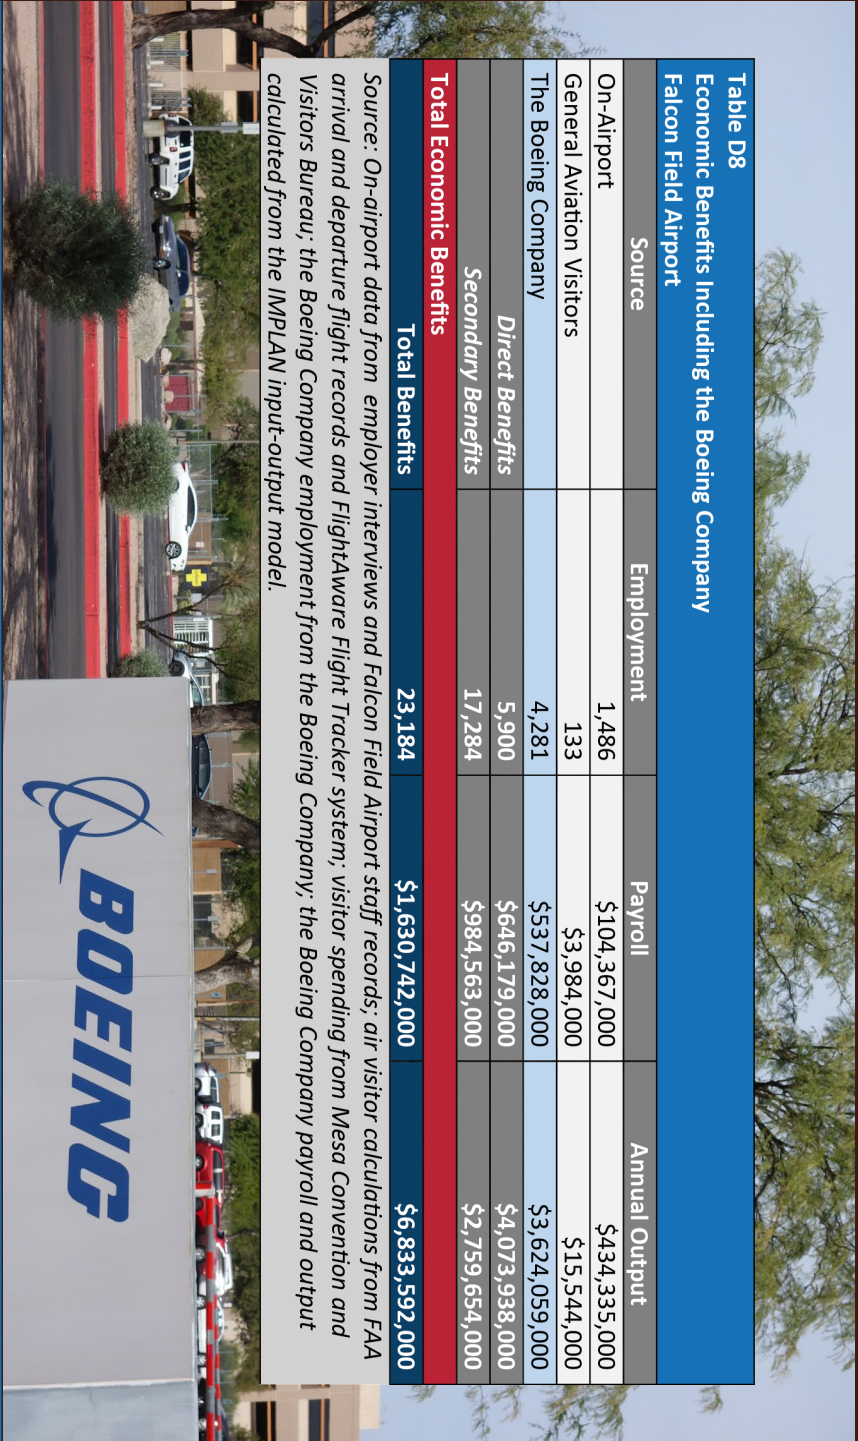 Table D8
Economic Benefits Including the Boeing Company
Falcon Field Airport
Source Employment Payroll Annual Output
On-Airport 1,486 $104,367,000 $434,335,000
General Aviation Visitors 133 $3,984,000 $15,544,000
The Boeing Company 4,281 $537,828,000 $3,624,059,000
Direct Benefits 5,900 $646,179,000 $4,073,938,000
Secondary Benefits 17,284 $984,563,000 $2,759,654,000
Total Economic Benefits
Total Benefits 23,184 $1,630,742,000 $6,833,592,000
Source: On-airport data from employer interviews and Falcon Field Airport staff records; air visitor calculations from FAA
arrival and departure flight records and FlightAware Flight Tracker system; visitor spending from Mesa Convention and
Visitors Bureau; the Boeing Company employment from the Boeing Company; the Boeing Company payroll and output
calculated from the IMPLAN input-output model.
BOEING